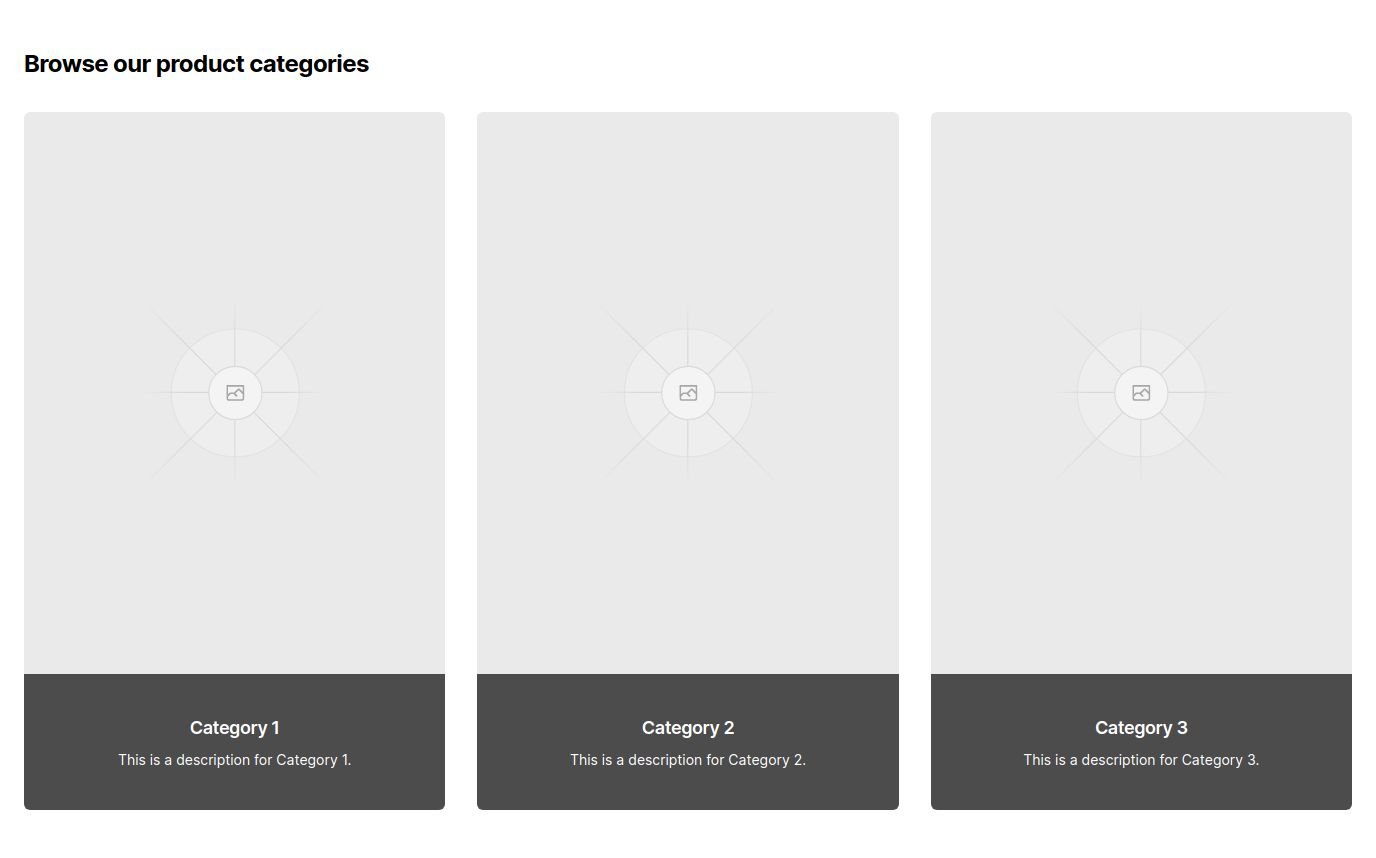 Browse our product categories
Category 1
This is a description for Category 1.
Category 2
This is a description for Category 2.
Category 3
This is a description for Category 3.